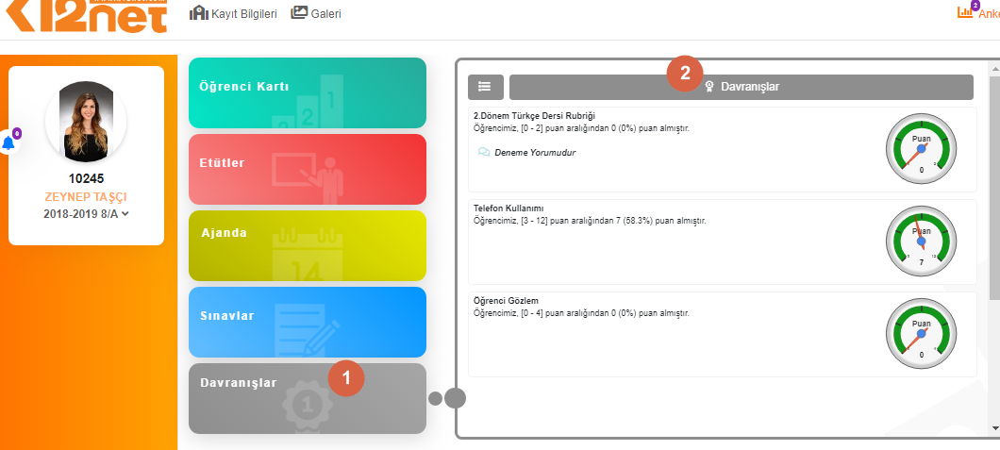 K12net
Kayıt Bilgileri
Galeri
2
0
10245
ZEYNEP TAŞÇI
2018-2019 8/A
Öğrenci Kartı
2
1
Etütler
Ajanda
14
Sınavlar
Davranışlar
1
1
2
Davranışlar
2.Dönem Türkçe Dersi Rubriği
Öğrencimiz, [0 - 2] puan aralığından 0 (0%) puan almıştır.
Deneme Yorumudur
Puan
0
Telefon Kullanımı
Öğrencimiz, [3 - 12] puan aralığından 7 (58.3%) puan almıştır.
Puan
7
Öğrenci Gözlem
Öğrencimiz, [0 - 4] puan aralığından 0 (0%) puan almıştır.
Puan
0